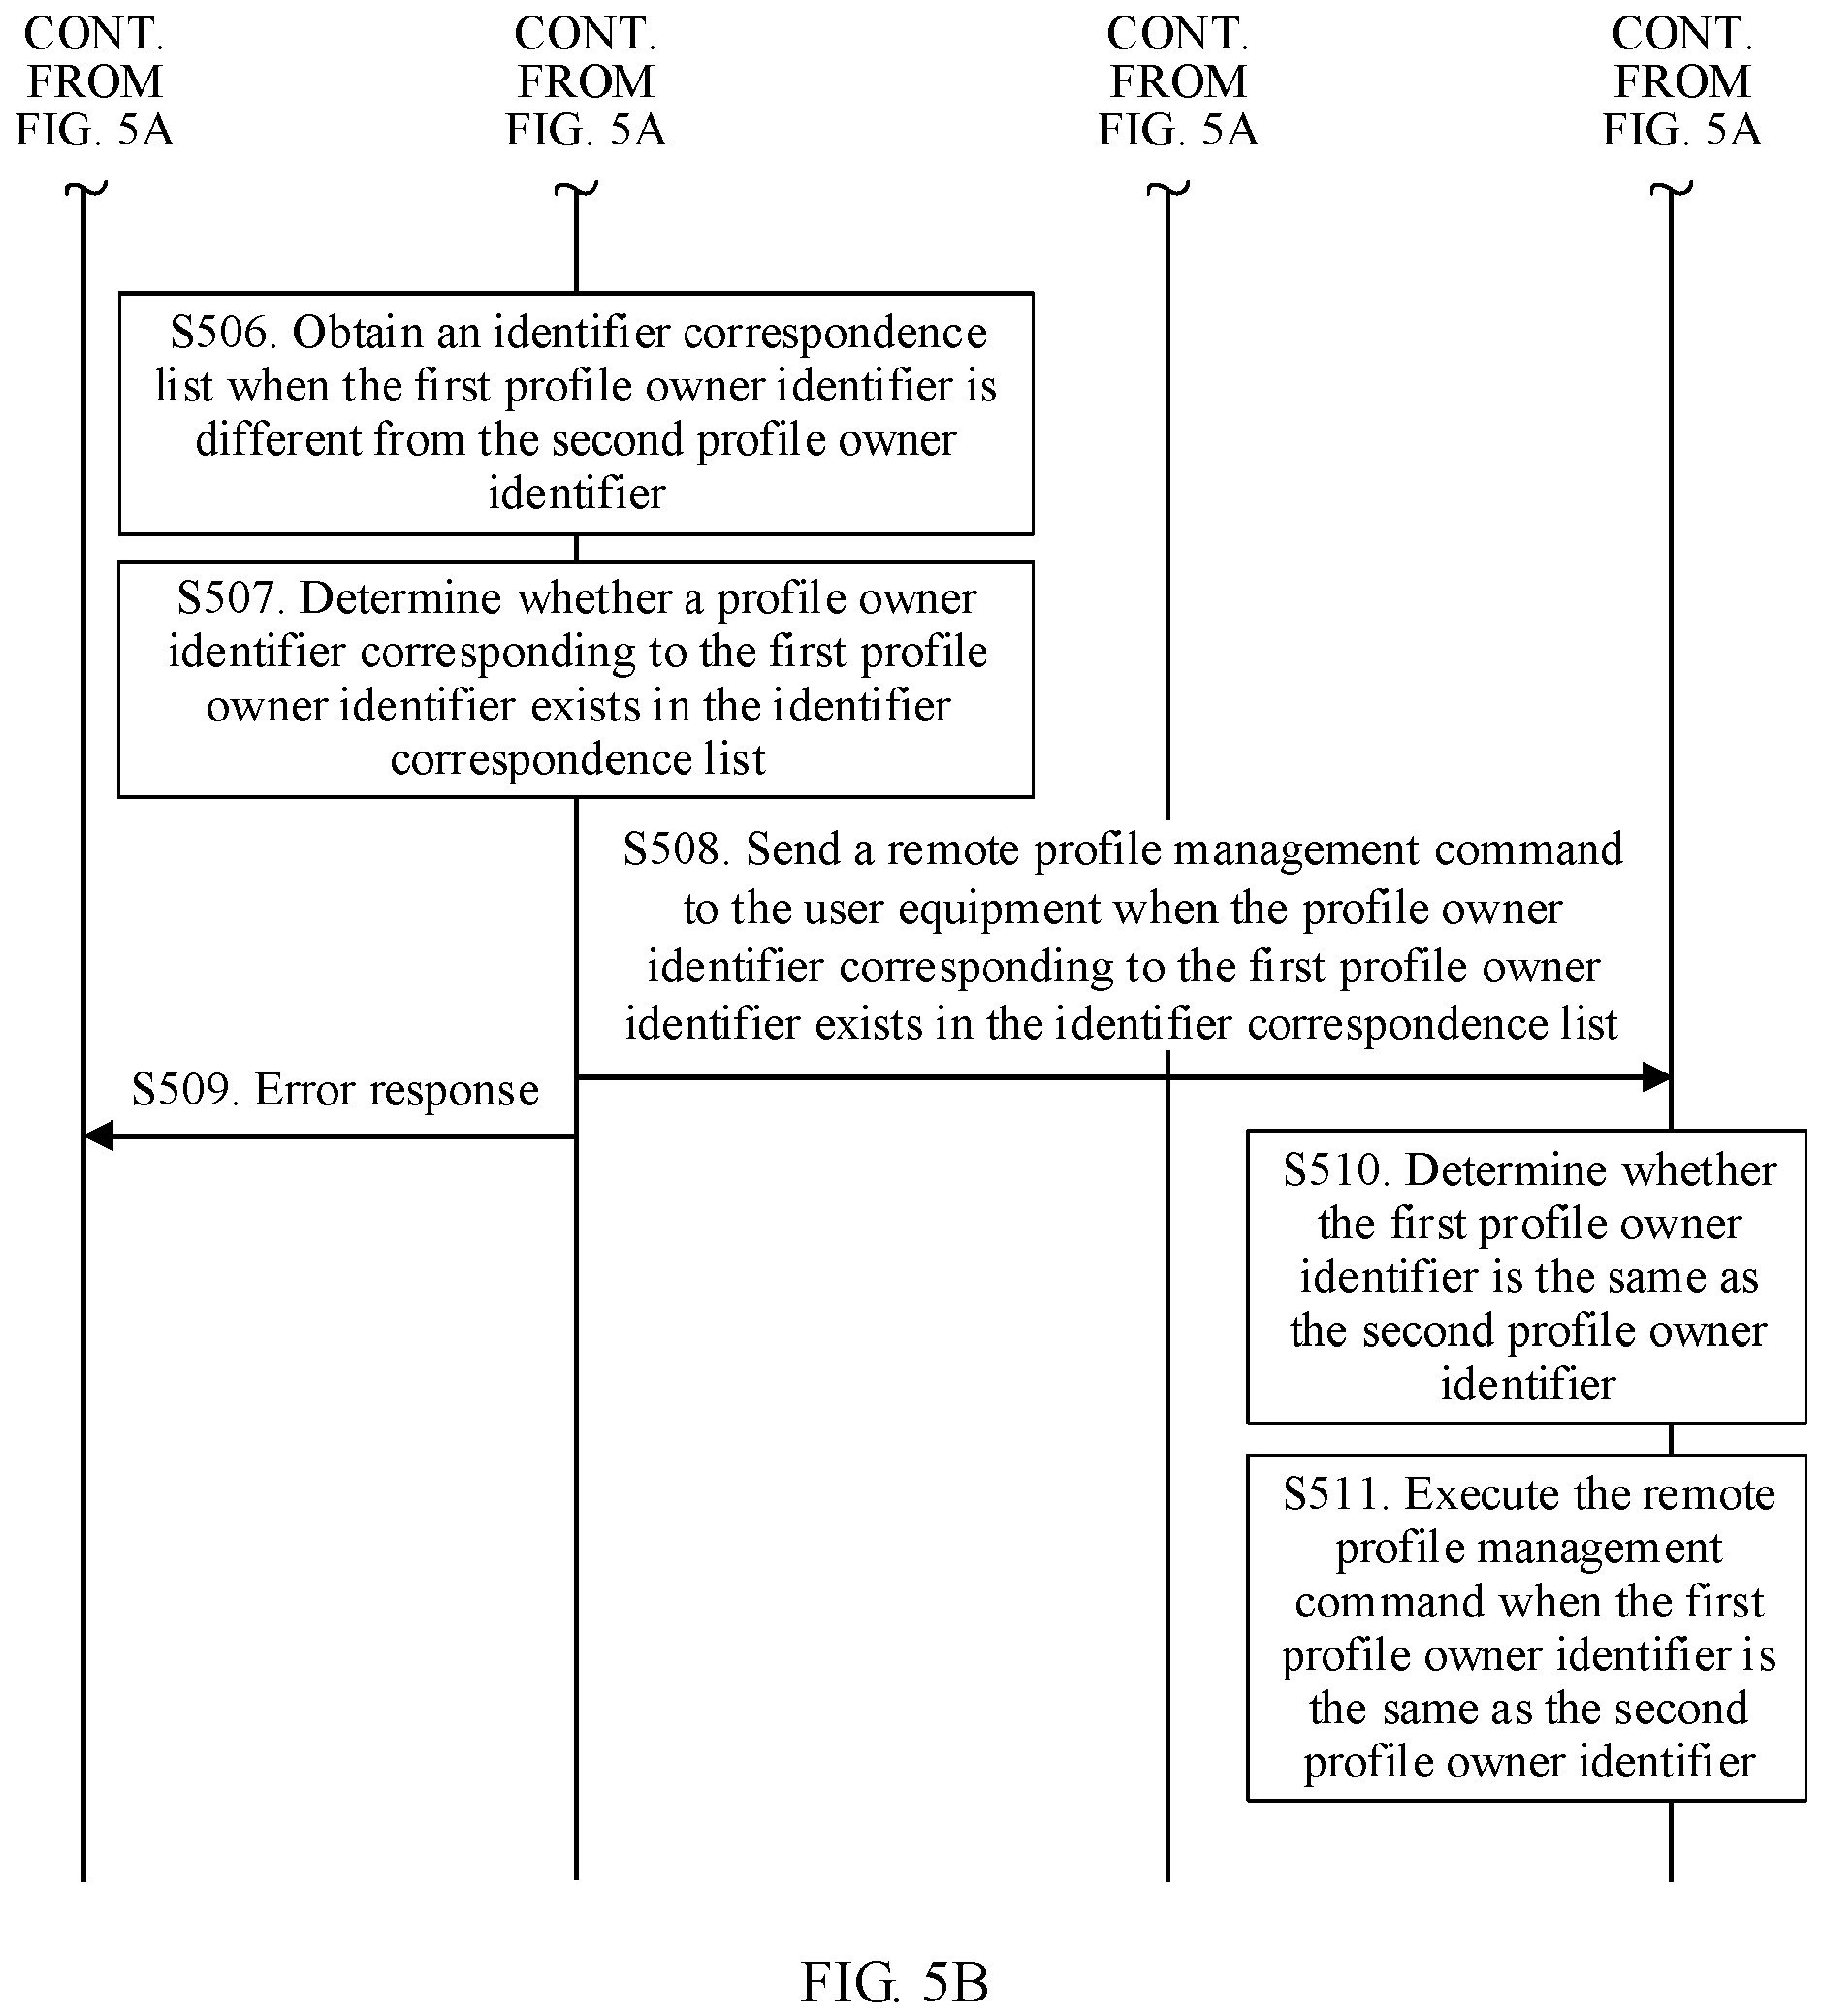 CONT.
FROM
FIG. 5A
CONT.
FROM
FIG. 5A
CONT.
FROM
FIG. 5A
CONT.
FROM
FIG. 5A
S506. Obtain an identifier correspondence
list when the first profile owner identifier is
different from the second profile owner
identifier
S507. Determine whether a profile owner
identifier corresponding to the first profile
owner identifier exists in the identifier
correspondence list
S508. Send a remote profile management command
to the user equipment when the profile owner
identifier corresponding to the first profile owner
identifier exists in the identifier correspondence list
S509. Error response
S510. Determine whether
the first profile owner
identifier is the same as
the second profile owner
identifier
S511. Execute the remote
profile management
command when the first
profile owner identifier is
the same as the second
profile owner identifier
FIG. 5B